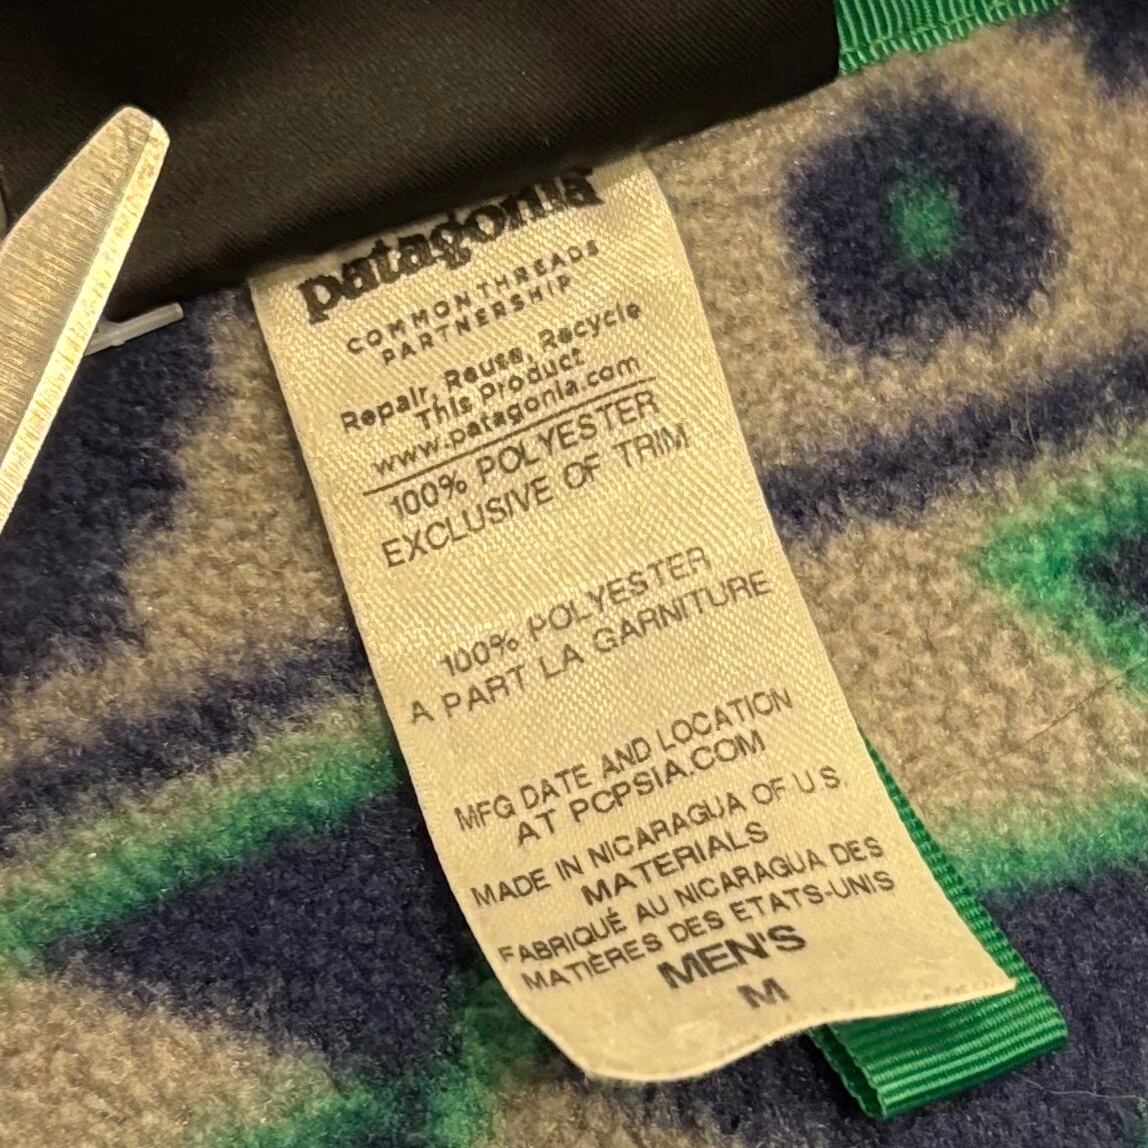 patagonia
COMMON THREADS
PARTNERSHIP
Repair, Reuse, Recycle
This Product
www.patagonia.com
100% POLYESTER
EXCLUSIVE OF TRIM
100% POLYESTER
A PART LA GARNITURE
MFG DATE AND LOCATION
AT PCPSIA.COM
MADE IN NICARAGUA OF U.S.
MATERIALS
FABRIQUÉ AU NICARAGUA DES
MATIÈRES DES ETATS-UNIS
MEN'S
M